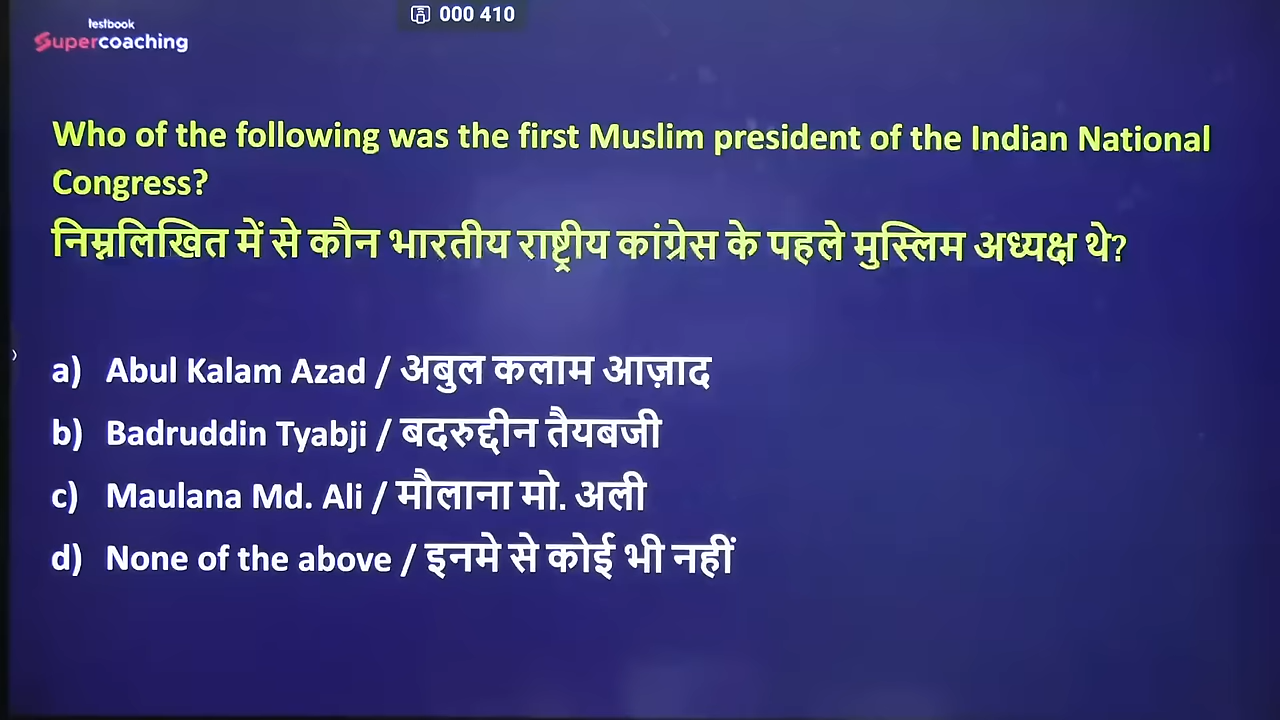 testbook
Supercoaching
000 410
Who of the following was the first Muslim president of the Indian National
Congress?
निम्नलिखित में से कौन भारतीय राष्ट्रीय कांग्रेस के पहले मुस्लिम अध्यक्ष थे?
a) Abul Kalam Azad / अबुल कलाम आज़ाद
b) Badruddin Tyabji / बदरुद्दीन तैयबजी
c) Maulana Md. Ali / मौलाना मो. अली
d) None of the above / इनमे से कोई भी नहीं